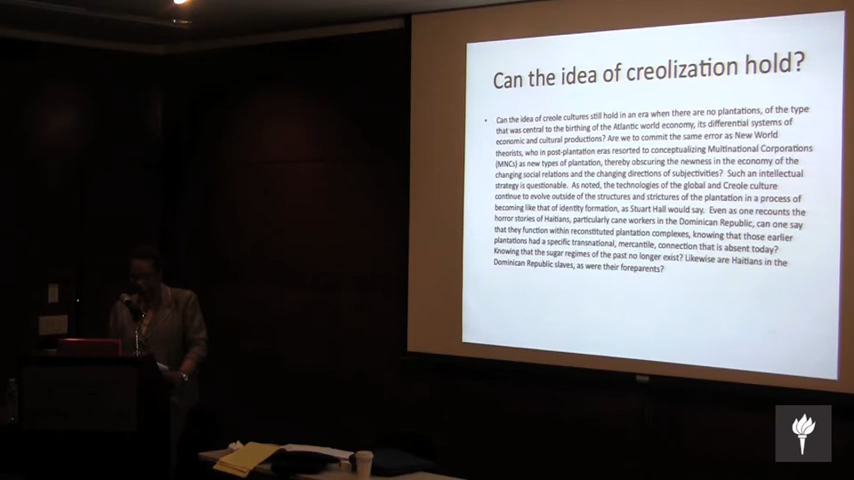 Can the idea of creolization hold?
• Can the idea of creole cultures still hold in an era when there are no plantations, of the type
that was central to the birthing of the Atlantic world economy, its differential systems of
economic and cultural productions? Are we to commit the same error as New World
theorists, who in post-plantation eras resorted to conceptualizing Multinational Corporations
(MNCs) as new types of plantation, thereby obscuring the newness in the economy of the
changing social relations and the changing directions of subjectivities? Such an intellectual
strategy is questionable. As noted, the technologies of the global and Creole culture
continue to evolve outside of the structures and strictures of the plantation in a process of
becoming like that of identity formation, as Stuart Hall would say. Even as one recounts the
horror stories of Haitians, particularly cane workers in the Dominican Republic, can one say
that they function within reconstituted plantation complexes, knowing that those earlier
plantations had a specific transnational, mercantile, connection that is absent today?
Knowing that the sugar regimes of the past no longer exist? Likewise are Haitians in the
Dominican Republic slaves, as were their foreparents?